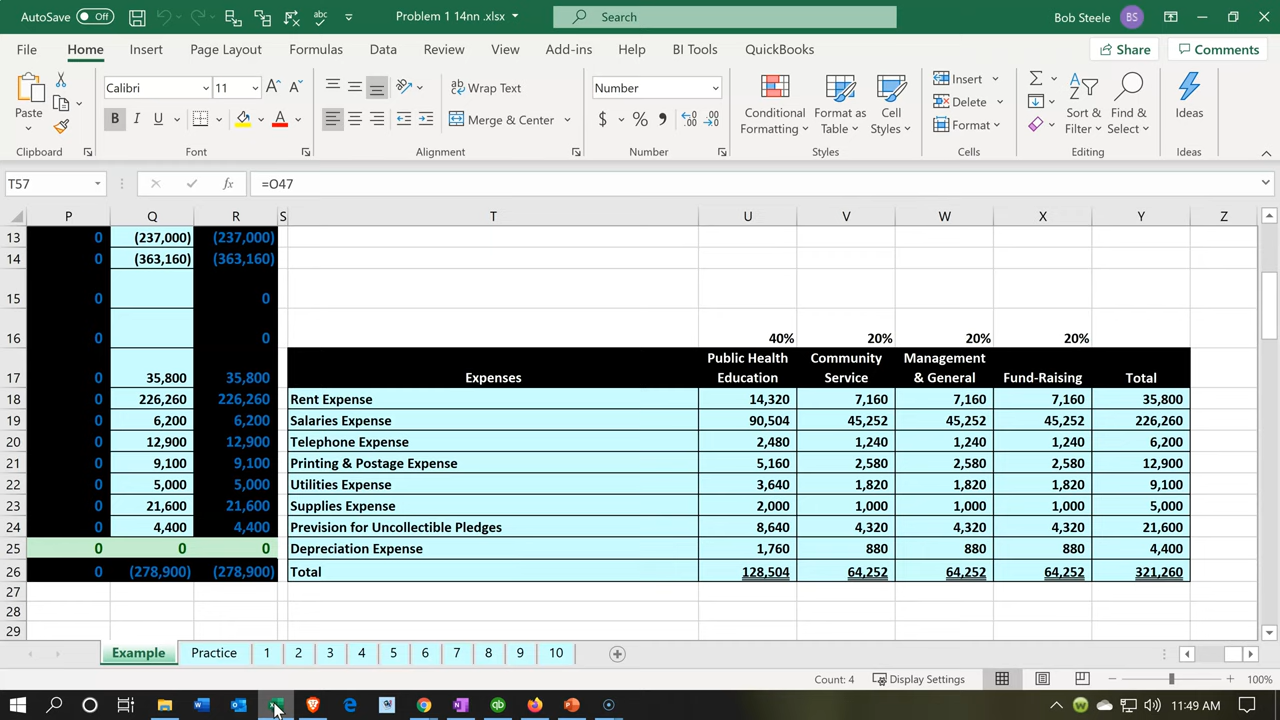 AutoSave Off Problem 1 14nn .xlsx Search Bob Steele BS
File Home Insert Page Layout Formulas Data Review View Add-ins Help BI Tools QuickBooks Share Comments
Paste
Calibri 11
B I U
Wrap Text
Merge & Center
Number
$ % ,
Conditional Formatting
Format as Table
Cell Styles
Insert
Delete
Format
Sort & Filter
Find & Select
Ideas
Clipboard Font Alignment Number Styles Cells Editing Ideas
T57 fx =O47
P Q R S T U V W X Y Z
13 0 (237,000) (237,000)
14 0 (363,160) (363,160)
15 0 0
16 0 0 40% 20% 20% 20%
Public Health Community Management
17 0 35,800 35,800 Expenses Education Service & General Fund-Raising Total
18 0 226,260 226,260 Rent Expense 14,320 7,160 7,160 7,160 35,800
19 0 6,200 6,200 Salaries Expense 90,504 45,252 45,252 45,252 226,260
20 0 12,900 12,900 Telephone Expense 2,480 1,240 1,240 1,240 6,200
21 0 9,100 9,100 Printing & Postage Expense 5,160 2,580 2,580 2,580 12,900
22 0 5,000 5,000 Utilities Expense 3,640 1,820 1,820 1,820 9,100
23 0 21,600 21,600 Supplies Expense 2,000 1,000 1,000 1,000 5,000
24 0 4,400 4,400 Prevision for Uncollectible Pledges 8,640 4,320 4,320 4,320 21,600
25 0 0 0 Depreciation Expense 1,760 880 880 880 4,400
26 0 (278,900) (278,900) Total 128,504 64,252 64,252 64,252 321,260
27
28
29
Example Practice 1 2 3 4 5 6 7 8 9 10
Count: 4 Display Settings 100%
11:49 AM